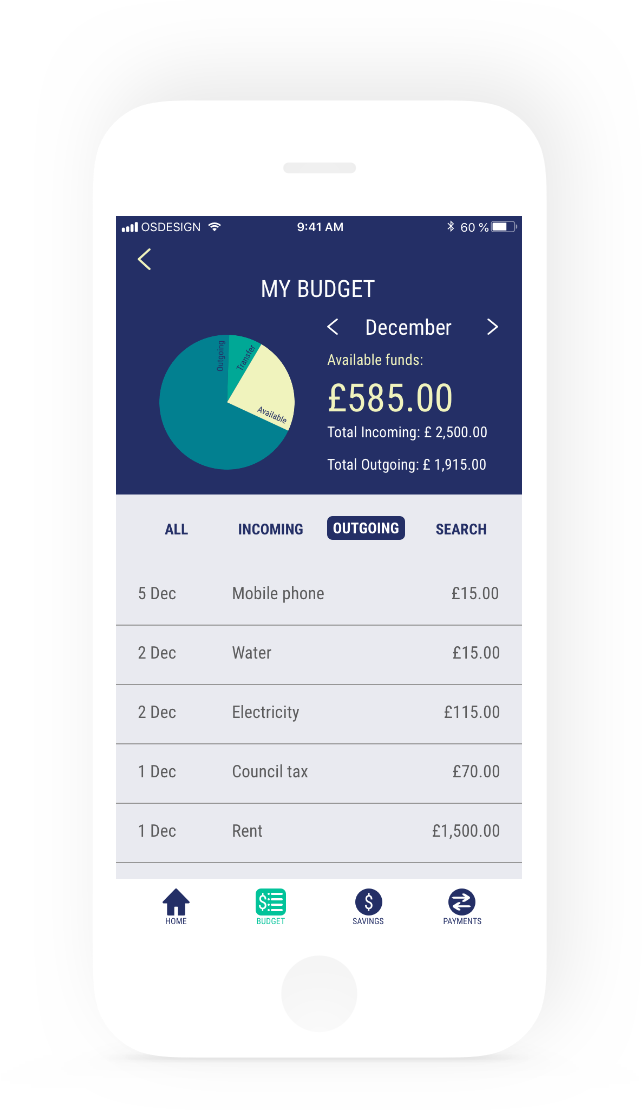 OSDESIGN 9:41 AM 60 %
MY BUDGET
December
Outgoing
Transfer
Available
Available funds:
£585.00
Total Incoming: £ 2,500.00
Total Outgoing: £ 1,915.00
ALL INCOMING OUTGOING SEARCH
5 Dec Mobile phone £15.00
2 Dec Water £15.00
2 Dec Electricity £115.00
1 Dec Council tax £70.00
1 Dec Rent £1,500.00
$ $
HOME BUDGET SAVINGS PAYMENTS